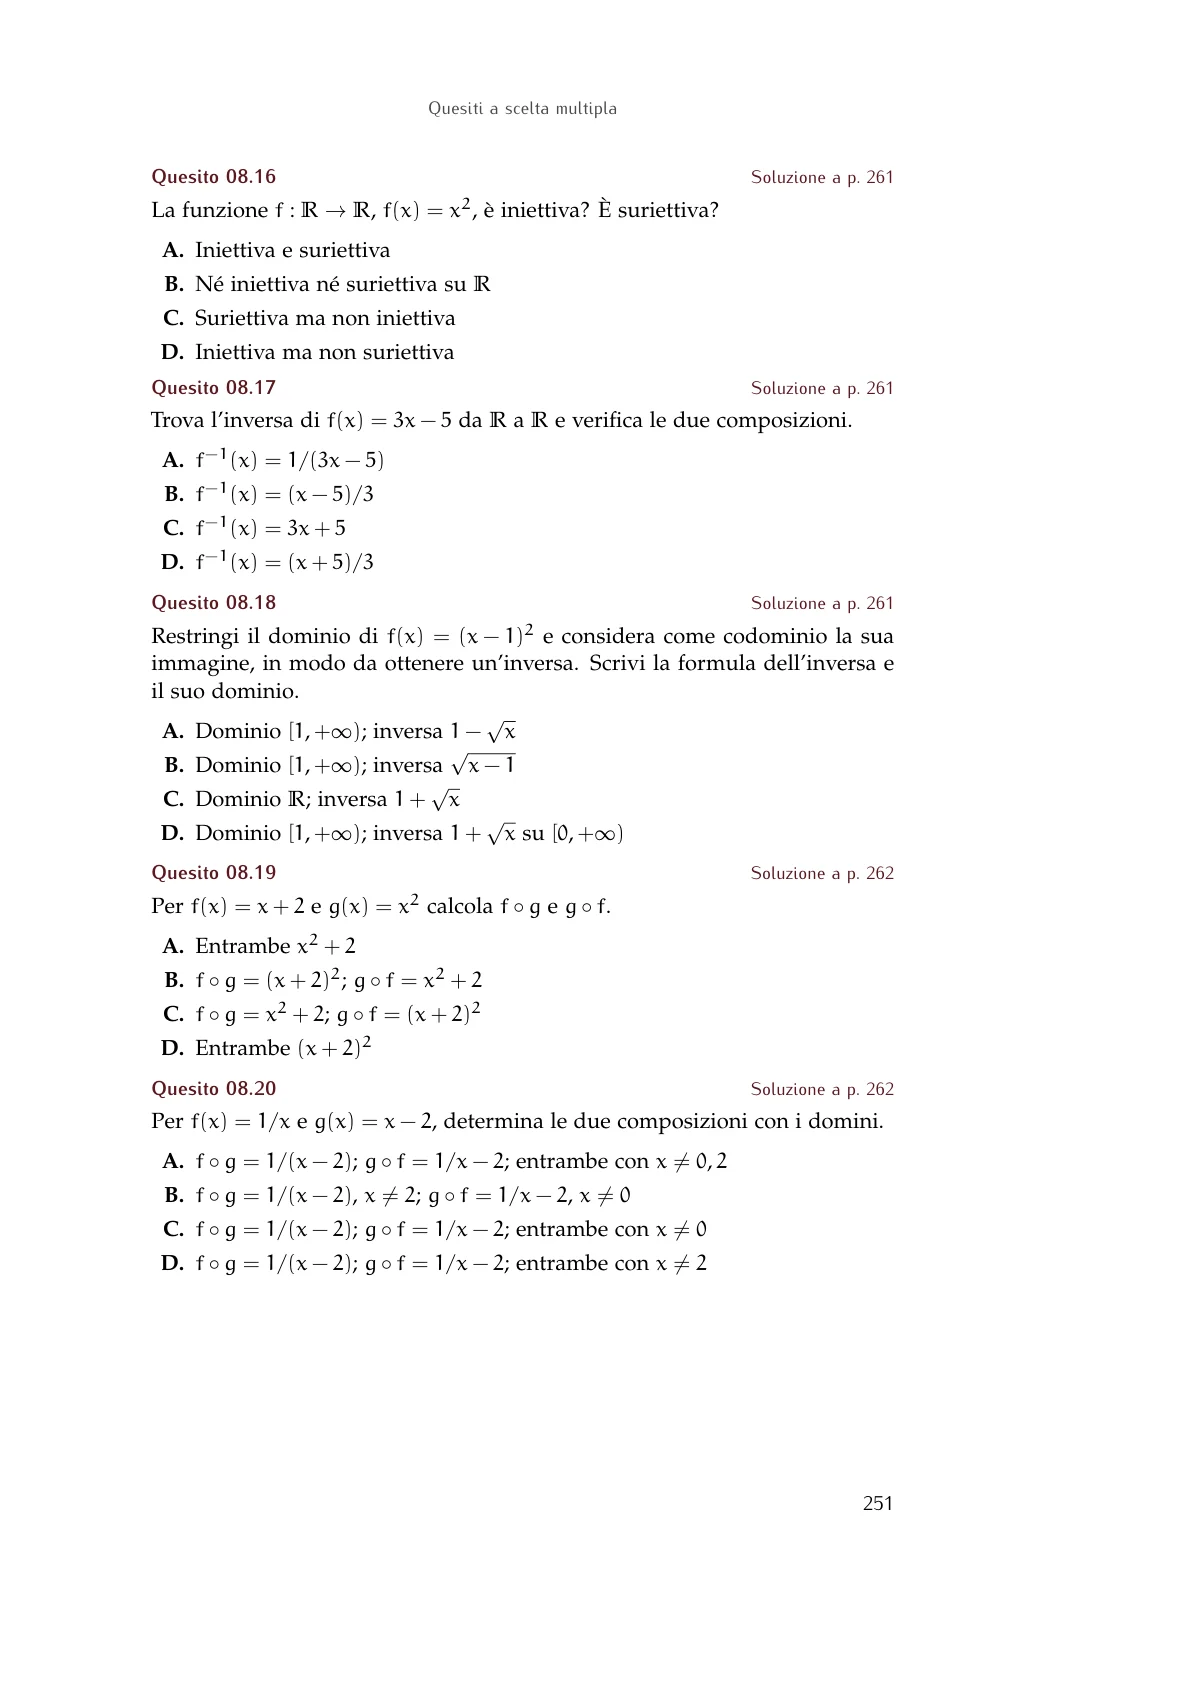 Quesiti a scelta multipla
Quesito 08.16 Soluzione a p. 261
La funzione f : ℝ → ℝ, f(x) = x², è iniettiva? È suriettiva?
A. Iniettiva e suriettiva
B. Né iniettiva né suriettiva su ℝ
C. Suriettiva ma non iniettiva
D. Iniettiva ma non suriettiva
Quesito 08.17 Soluzione a p. 261
Trova l'inversa di f(x) = 3x − 5 da ℝ a ℝ e verifica le due composizioni.
A. f⁻¹(x) = 1/(3x − 5)
B. f⁻¹(x) = (x − 5)/3
C. f⁻¹(x) = 3x + 5
D. f⁻¹(x) = (x + 5)/3
Quesito 08.18 Soluzione a p. 261
Restringi il dominio di f(x) = (x − 1)² e considera come codominio la sua
immagine, in modo da ottenere un'inversa. Scrivi la formula dell'inversa e
il suo dominio.
A. Dominio [1, +∞); inversa 1 − √x
B. Dominio [1, +∞); inversa √(x − 1)
C. Dominio ℝ; inversa 1 + √x
D. Dominio [1, +∞); inversa 1 + √x su [0, +∞)
Quesito 08.19 Soluzione a p. 262
Per f(x) = x + 2 e g(x) = x² calcola f ∘ g e g ∘ f.
A. Entrambe x² + 2
B. f ∘ g = (x + 2)²; g ∘ f = x² + 2
C. f ∘ g = x² + 2; g ∘ f = (x + 2)²
D. Entrambe (x + 2)²
Quesito 08.20 Soluzione a p. 262
Per f(x) = 1/x e g(x) = x − 2, determina le due composizioni con i domini.
A. f ∘ g = 1/(x − 2); g ∘ f = 1/x − 2; entrambe con x ≠ 0, 2
B. f ∘ g = 1/(x − 2), x ≠ 2; g ∘ f = 1/x − 2, x ≠ 0
C. f ∘ g = 1/(x − 2); g ∘ f = 1/x − 2; entrambe con x ≠ 0
D. f ∘ g = 1/(x − 2); g ∘ f = 1/x − 2; entrambe con x ≠ 2
251